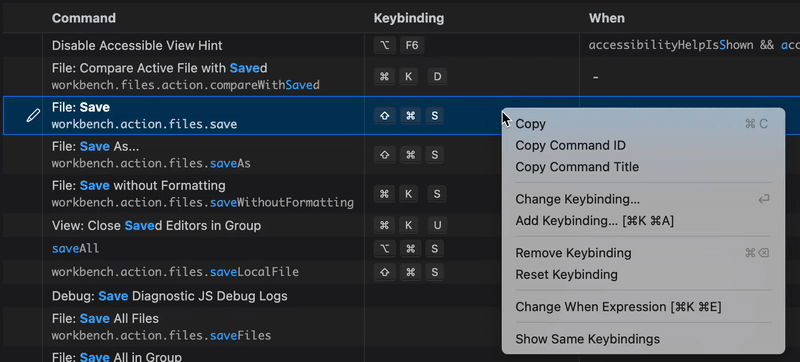 Command Keybinding When
Disable Accessible View Hint ⌥ F6 accessibilityHelpIsShown && acc
File: Compare Active File with Saved
workbench.files.action.compareWithSaved ⌘ K D –
File: Save
workbench.action.files.save ⇧ ⌘ S
File: Save As...
workbench.action.files.saveAs ⇧ ⌘ S
File: Save without Formatting
workbench.action.files.saveWithoutFormatting ⌘ K S
View: Close Saved Editors in Group ⌘ K U
saveAll ⌥ ⌘ S
workbench.action.files.saveLocalFile ⇧ ⌘ S
Debug: Save Diagnostic JS Debug Logs
File: Save All Files
workbench.action.files.saveFiles
File: Save All in Group
Copy ⌘ C
Copy Command ID
Copy Command Title
Change Keybinding... ⏎
Add Keybinding... [⌘K ⌘A]
Remove Keybinding ⌘⌫
Reset Keybinding
Change When Expression [⌘K ⌘E]
Show Same Keybindings